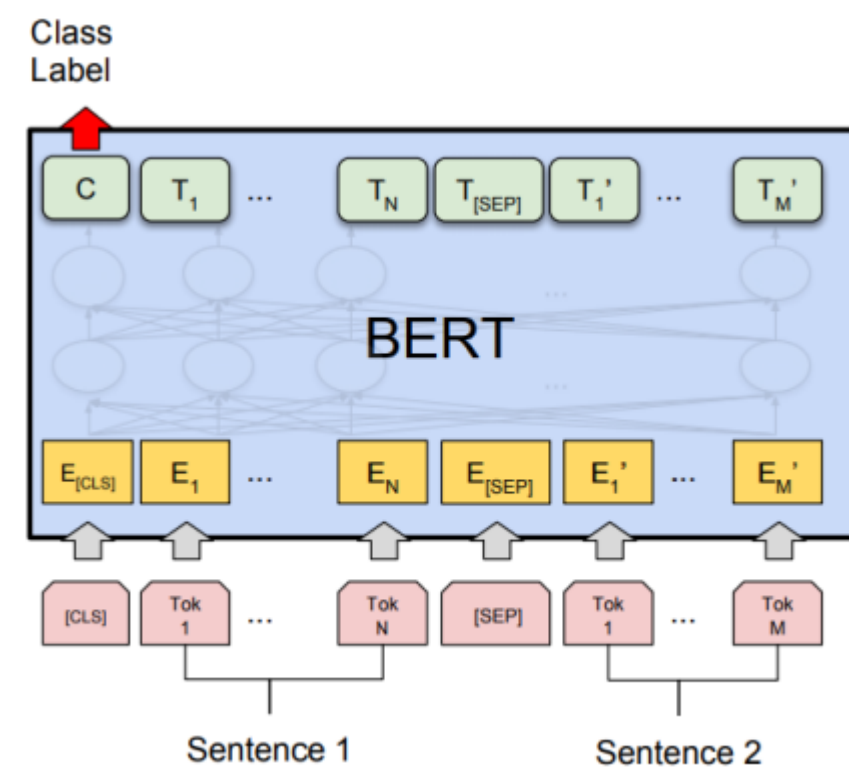 Class
Label
C T1 ... TN T[SEP] T1' ... TM'
...
BERT
...
E[CLS] E1 ... EN E[SEP] E1' ... EM'
[CLS] Tok 1 ... Tok N [SEP] Tok 1 ... Tok M
Sentence 1 Sentence 2